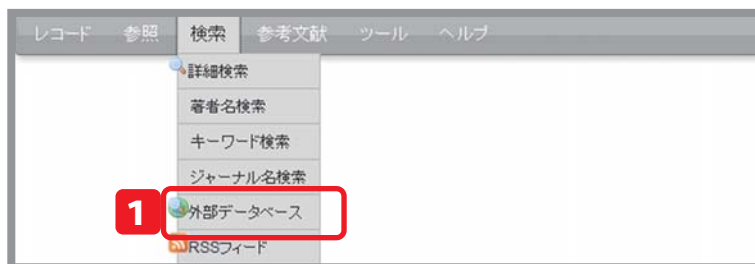 レコード 参照 検索 参考文献 ツール ヘルプ
詳細検索
著者名検索
キーワード検索
ジャーナル名検索
1 外部データベース
RSSフィード